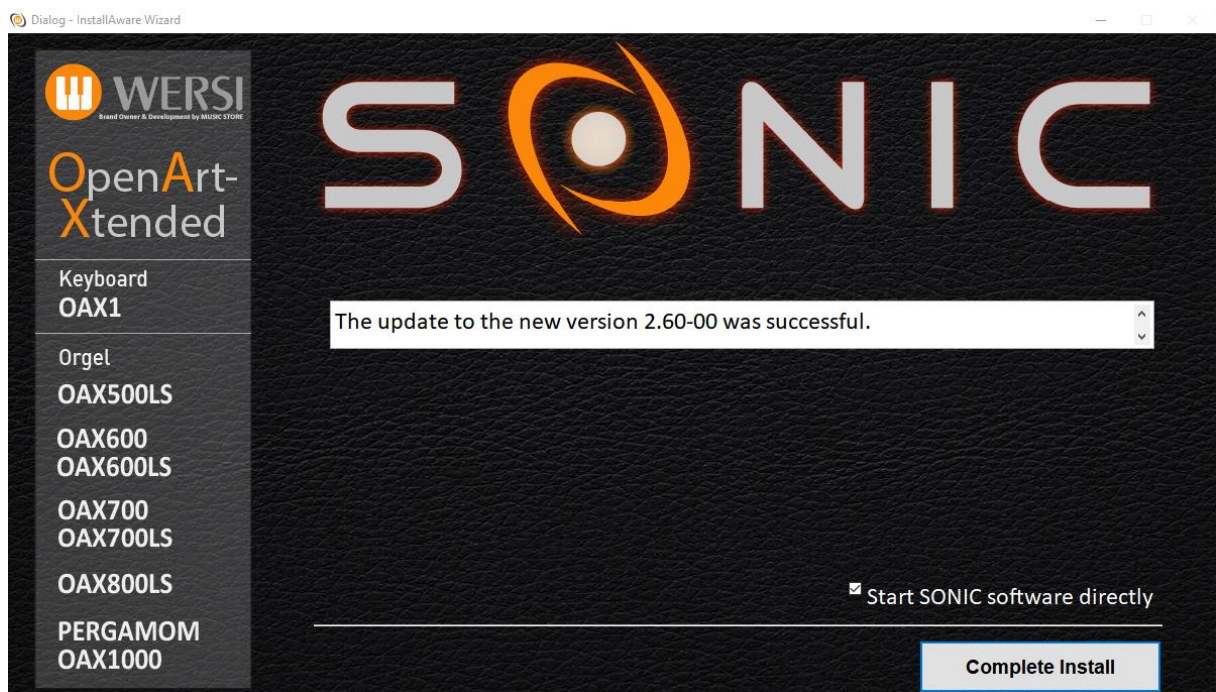 Dialog - InstallAware Wizard
WERSI
Brand Owner & Development by MUSIC STORE
OpenArt-
Xtended
Keyboard
OAX1
Orgel
OAX500LS
OAX600
OAX600LS
OAX700
OAX700LS
OAX800LS
PERGAMOM
OAX1000
SONIC
The update to the new version 2.60-00 was successful.
Start SONIC software directly
Complete Install